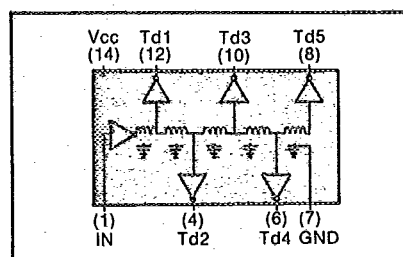 Vcc Td1 Td3 Td5
(14) (12) (10) (8)
(1) (4) (6) (7)
IN Td2 Td4 GND